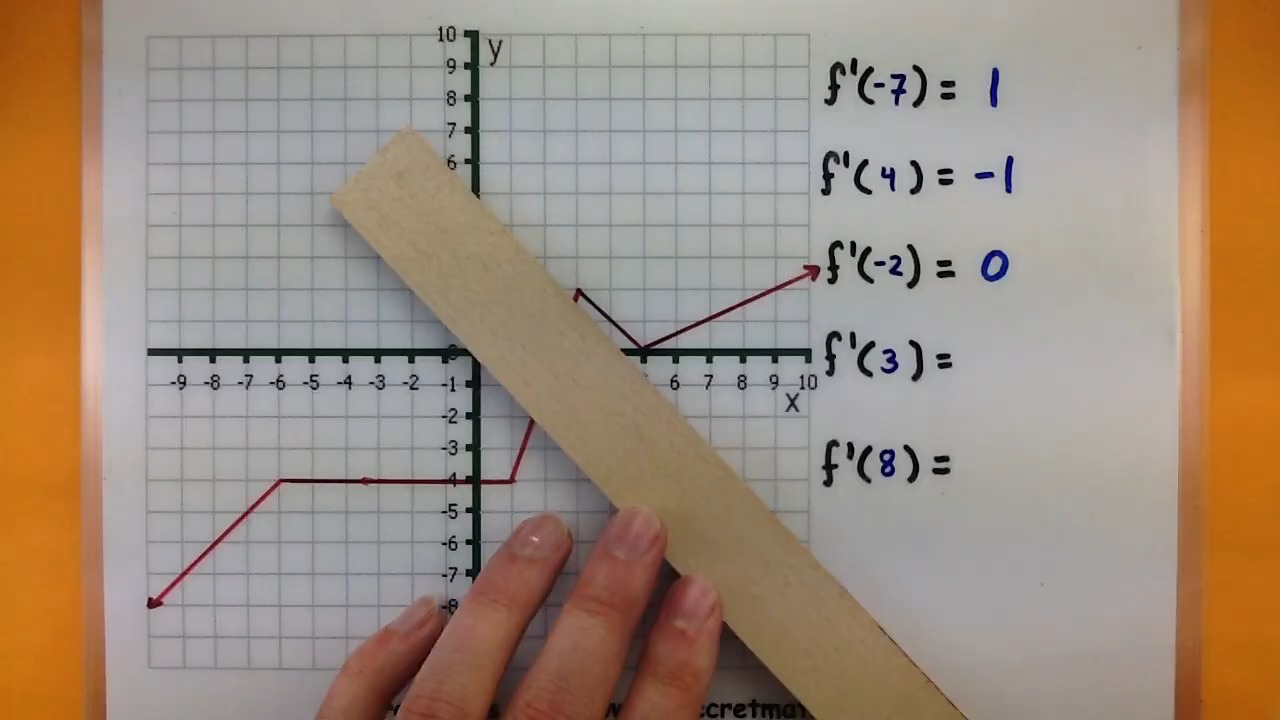 10
y
9
8
7
6
0
-9 -8 -7 -6 -5 -4 -3 -2 -1 6 7 8 9 10
x
-2
-3
-4
-5
-6
-7
-8
f'(-7) = 1
f'(4) = -1
f'(-2) = 0
f'(3) =
f'(8) =